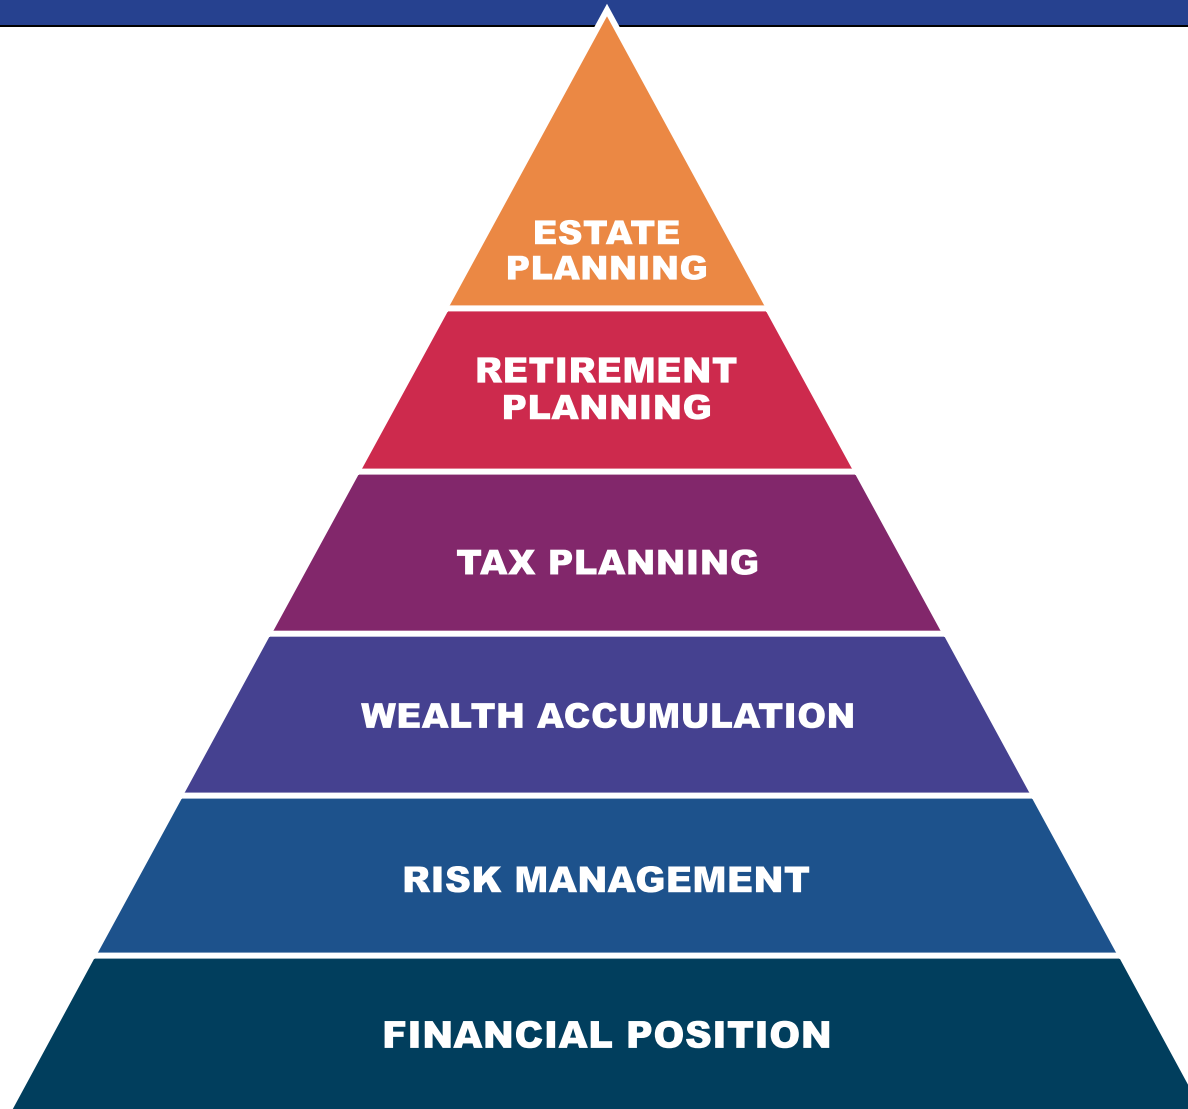 ESTATE
PLANNING
RETIREMENT
PLANNING
TAX PLANNING
WEALTH ACCUMULATION
RISK MANAGEMENT
FINANCIAL POSITION